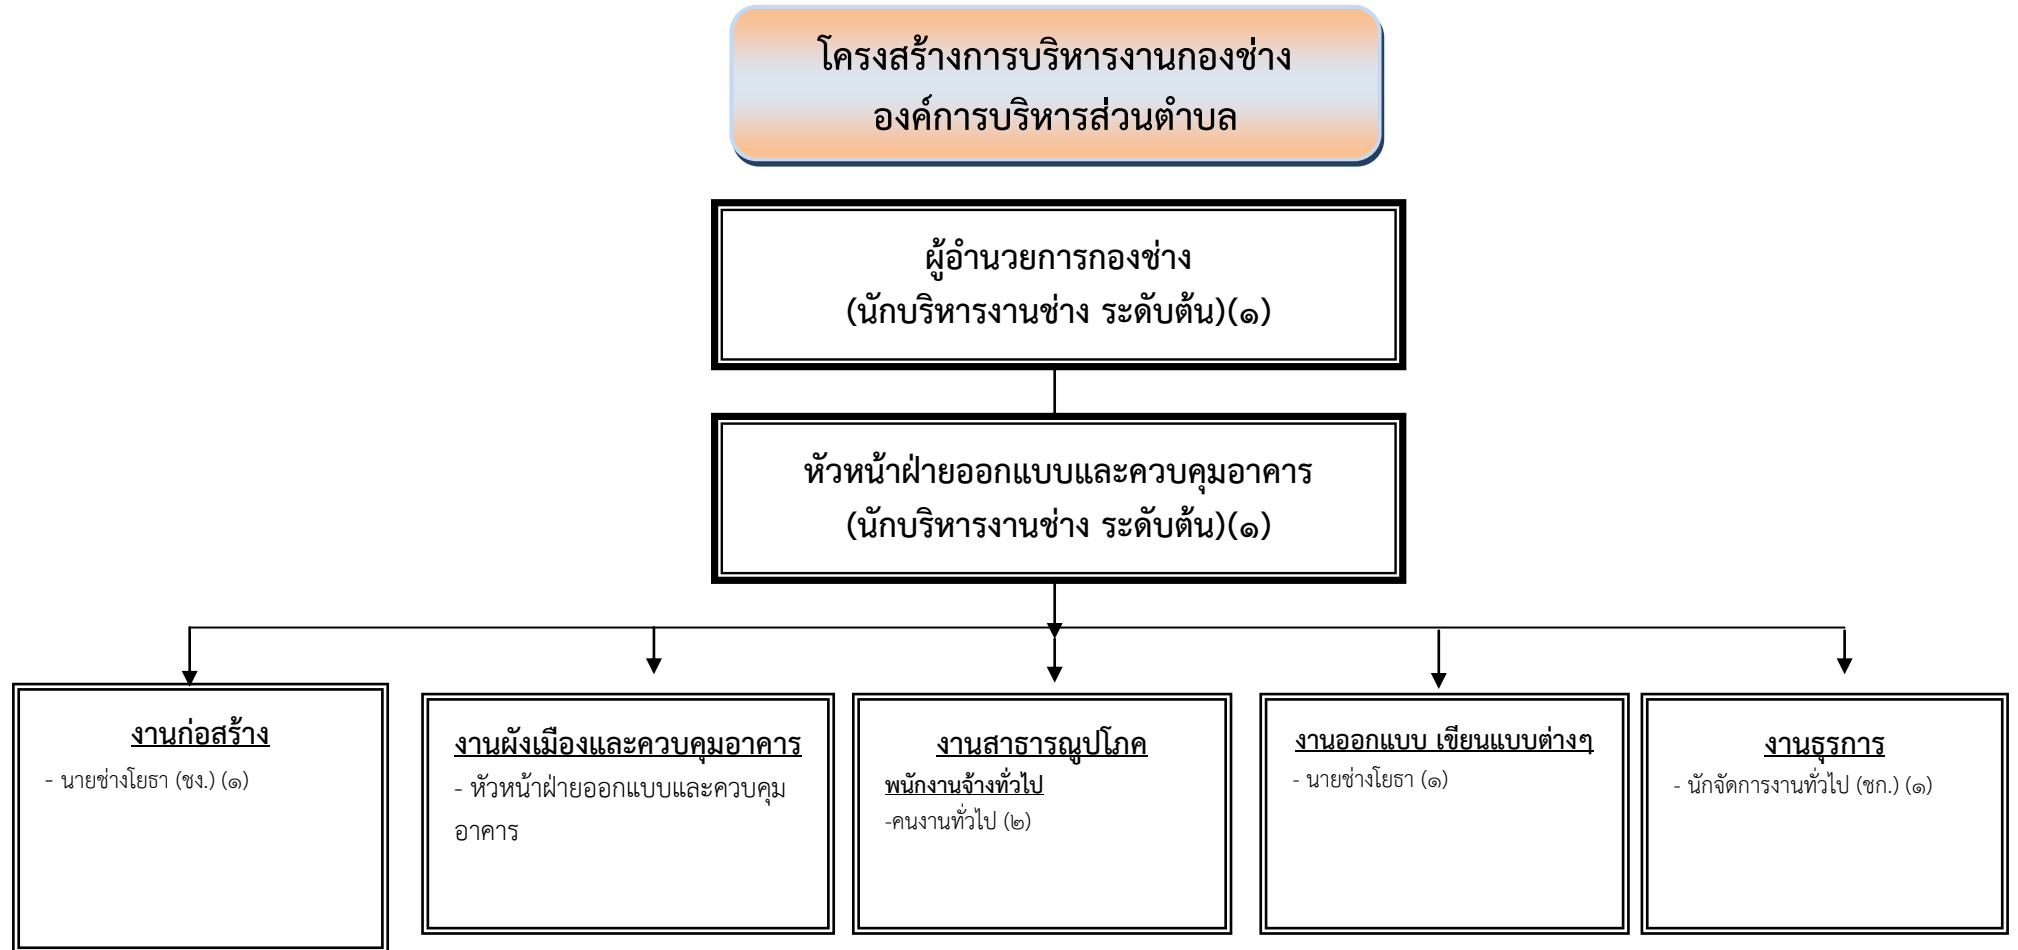 โครงสร้างการบริหารงานกองช่าง
องค์การบริหารส่วนตำบล
ผู้อำนวยการกองช่าง
(นักบริหารงานช่าง ระดับต้น)(๑)
หัวหน้าฝ่ายออกแบบและควบคุมอาคาร
(นักบริหารงานช่าง ระดับต้น)(๑)
งานก่อสร้าง
- นายช่างโยธา (ชง.) (๑)
งานผังเมืองและควบคุมอาคาร
- หัวหน้าฝ่ายออกแบบและควบคุม
อาคาร
งานสาธารณูปโภค
พนักงานจ้างทั่วไป
-คนงานทั่วไป (๒)
งานออกแบบ เขียนแบบต่างๆ
- นายช่างโยธา (๑)
งานธุรการ
- นักจัดการงานทั่วไป (ชก.) (๑)